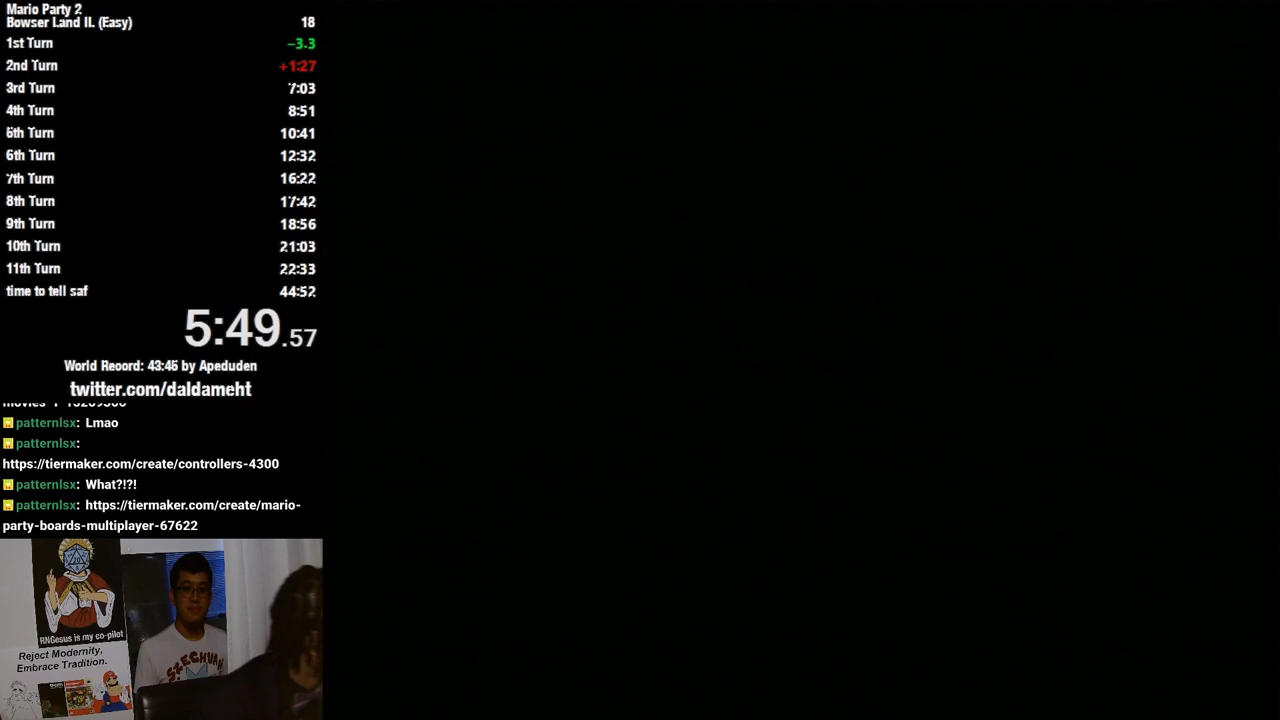 Mario Party 2
Bowser Land IL (Easy) 18
1st Turn −3.3
2nd Turn +1:27
3rd Turn 7:03
4th Turn 8:51
5th Turn 10:41
6th Turn 12:32
7th Turn 16:22
8th Turn 17:42
9th Turn 18:56
10th Turn 21:03
11th Turn 22:33
time to tell saf 44:52
5:49.57
World Record: 43:45 by Apeduden
twitter.com/daldameht
patternlsx: Lmao
patternlsx:
https://tiermaker.com/create/controllers-4300
patternlsx: What?!?!
patternlsx: https://tiermaker.com/create/mario-
party-boards-multiplayer-67622
RNGesus is my co-pilot
Reject Modernity,
Embrace Tradition.
SZECHUAN